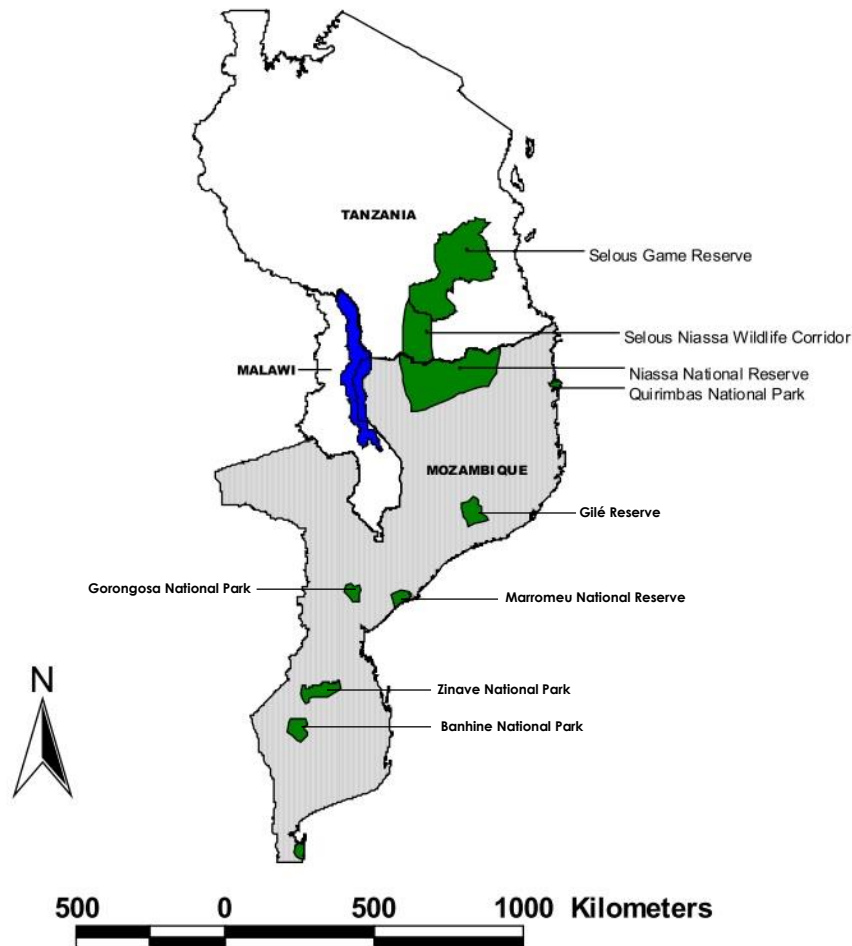 TANZANIA
Selous Game Reserve
Selous Niassa Wildlife Corridor
MALAWI
Niassa National Reserve
Quirimbas National Park
MOZAMBIQUE
Gilé Reserve
Gorongosa National Park
Marromeu National Reserve
Zinave National Park
Banhine National Park
N
500 0 500 1000 Kilometers